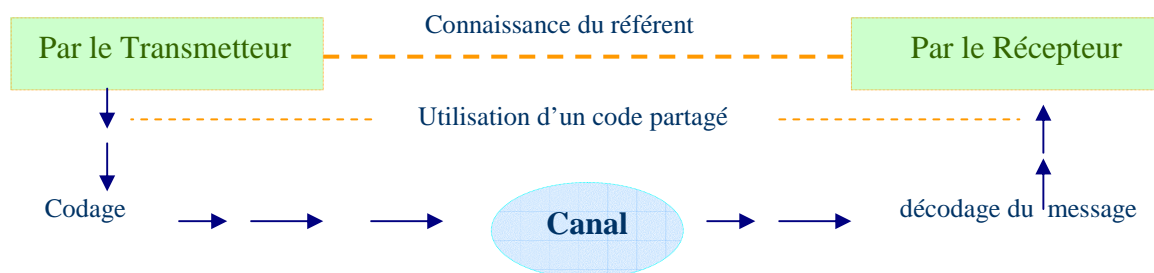 Connaissance du référent
Par le Transmetteur
Par le Récepteur
Utilisation d’un code partagé
Codage
Canal
décodage du message